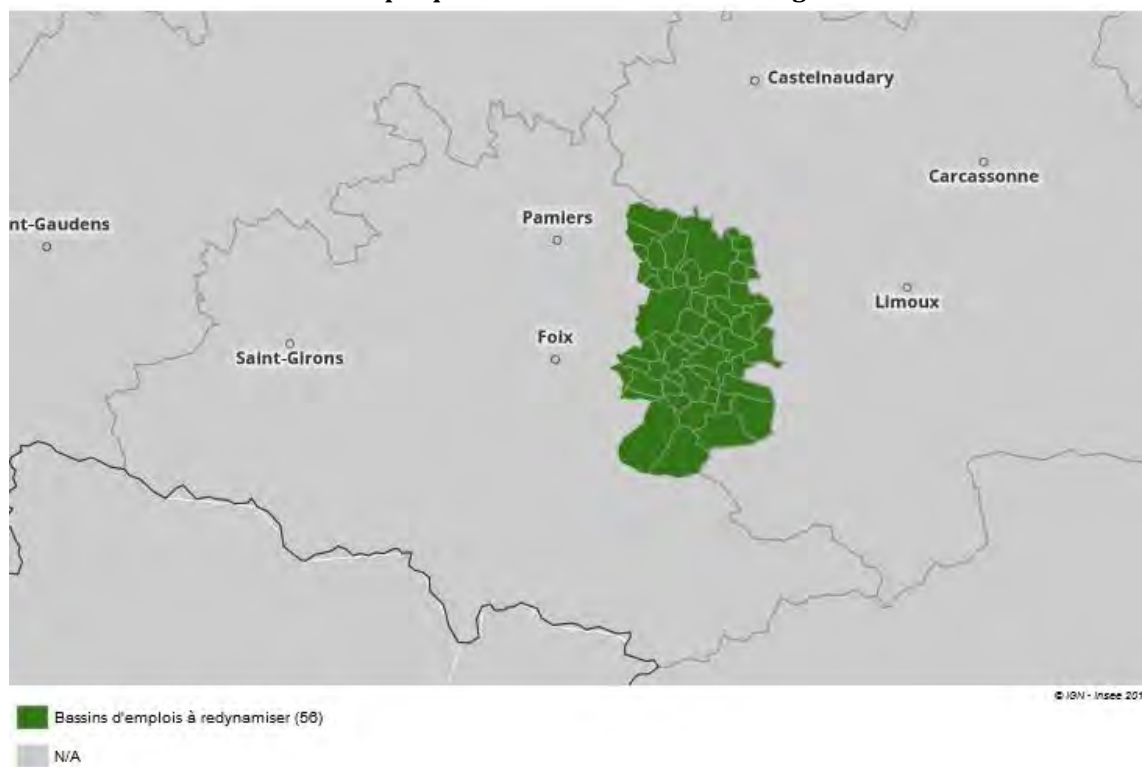 Castelnaudary
Carcassonne
nt-Gaudens
Pamiers
Limoux
Foix
Saint-Girons
© IGN - Insee 201
Bassins d'emplois à redynamiser (56)
N/A